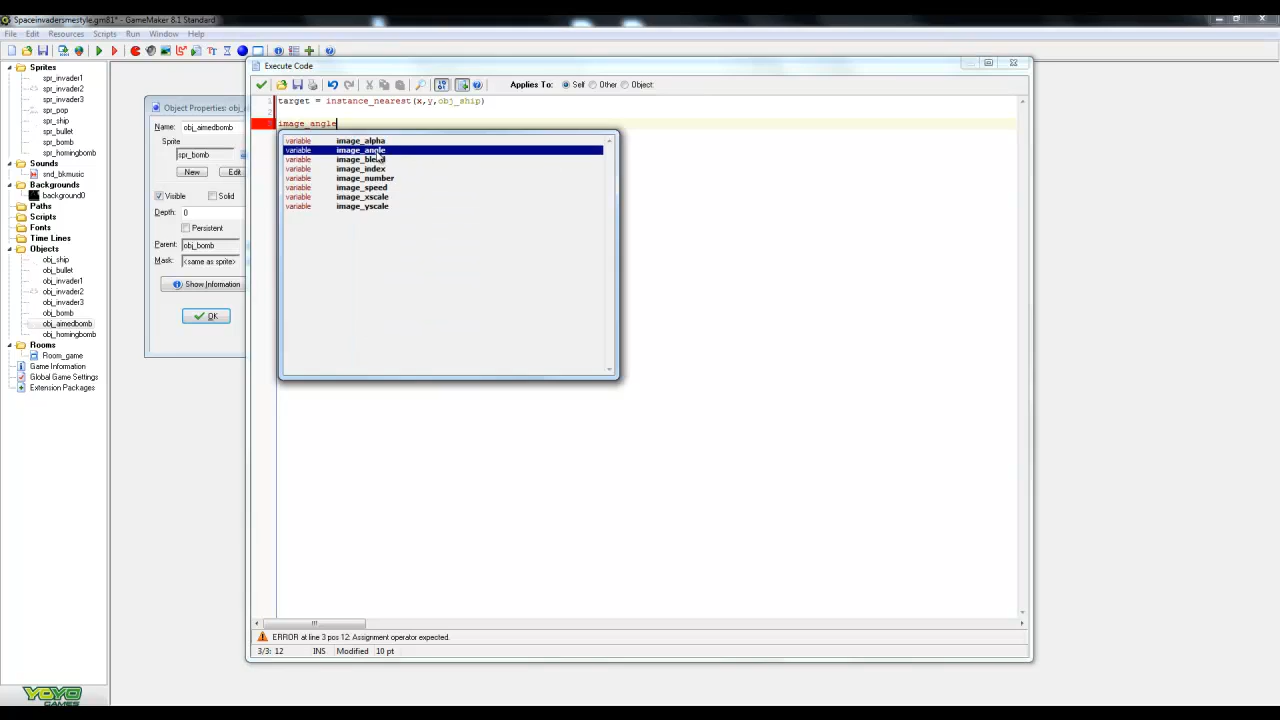 Spaceinvadersmestyle.gm81* - GameMaker 8.1 Standard
File Edit Resources Scripts Run Window Help
Sprites
spr_invader1
spr_invader2
spr_invader3
spr_pop
spr_ship
spr_bullet
spr_bomb
spr_homingbomb
Sounds
snd_bkmusic
Backgrounds
background0
Paths
Scripts
Fonts
Time Lines
Objects
obj_ship
obj_bullet
obj_invader1
obj_invader2
obj_invader3
obj_bomb
obj_aimedbomb
obj_homingbomb
Rooms
Room_game
Game Information
Global Game Settings
Extension Packages
YOYO
GAMES
Object Properties: obj_
Name: obj_aimedbomb
Sprite
spr_bomb
New Edit
Visible Solid
Depth: 0
Persistent
Parent: obj_bomb
Mask: <same as sprite>
Show Information
OK
Execute Code
Applies To: Self Other Object:
1 target = instance_nearest(x,y,obj_ship)
2
image_angle
variable image_alpha
variable image_angle
variable image_blend
variable image_index
variable image_number
variable image_speed
variable image_xscale
variable image_yscale
ERROR at line 3 pos 12: Assignment operator expected.
3/3: 12 INS Modified 10 pt